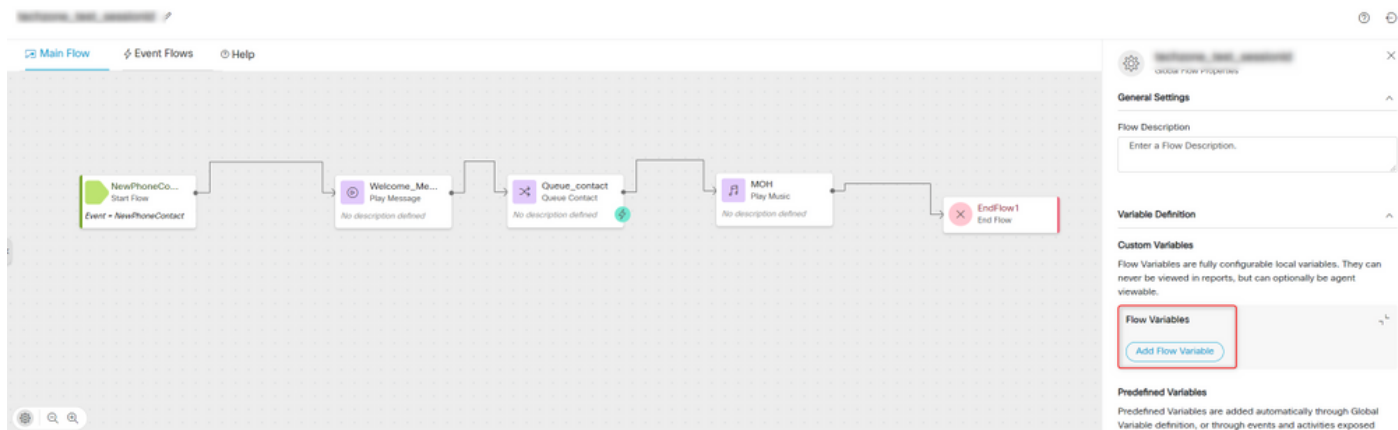 Main Flow
Event Flows
Help
NewPhoneCo...
Start Flow
Event = NewPhoneContact
Welcome_Me...
Play Message
No description defined
Queue_contact
Queue Contact
No description defined
MOH
Play Music
No description defined
EndFlow1
End Flow
Global Flow Properties
General Settings
Flow Description
Enter a Flow Description.
Variable Definition
Custom Variables
Flow Variables are fully configurable local variables. They can
never be viewed in reports, but can optionally be agent
viewable.
Flow Variables
Add Flow Variable
Predefined Variables
Predefined Variables are added automatically through Global
Variable definition, or through events and activities exposed